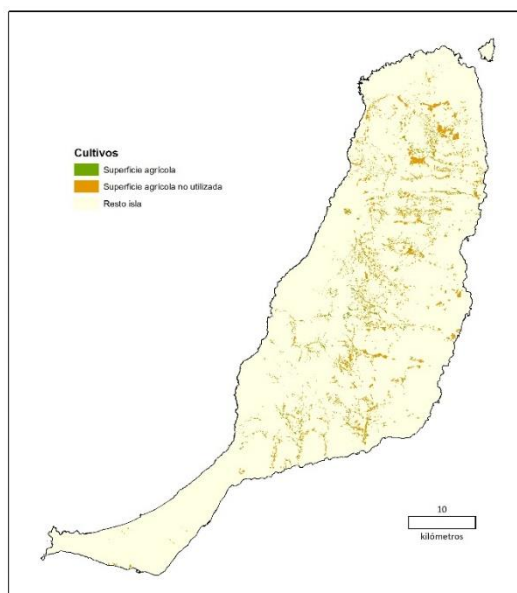 Cultivos
Superficie agrícola
Superficie agrícola no utilizada
Resto isla
10
kilómetros